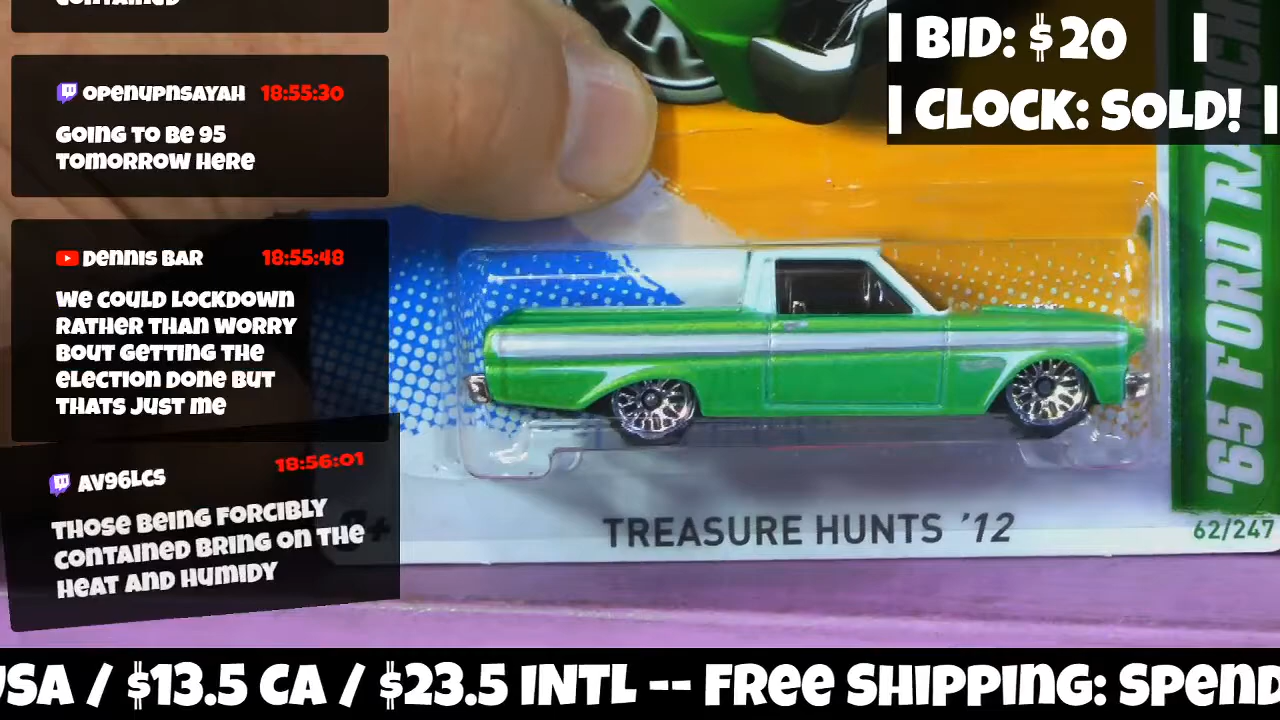 CONTAINED
OPENUPNSAYAH 18:55:30
GOING TO BE 95
TOMORROW HERE
DENNIS BAR 18:55:48
WE COULD LOCKDOWN
RATHER THAN WORRY
BOUT GETTING THE
ELECTION DONE BUT
THATS JUST ME
AV96LCS 18:56:01
THOSE BEING FORCIBLY
CONTAINED BRING ON THE
HEAT AND HUMIDY
| BID: $20 |
| CLOCK: SOLD! |
'65 FORD RANCH
TREASURE HUNTS '12
62/247
USA / $13.5 CA / $23.5 INTL -- FREE SHIPPING: SPEND